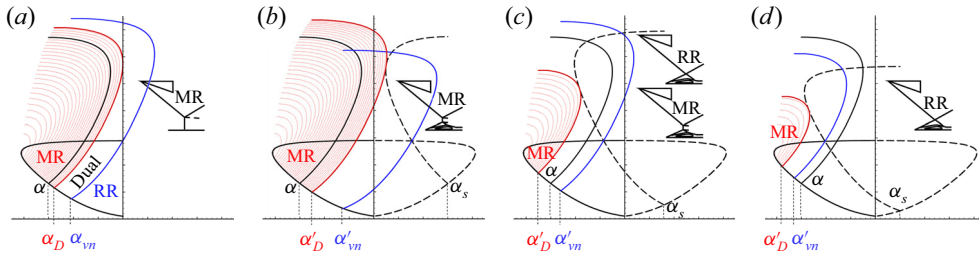 (a) (b) (c) (d)
MR RR
MR MR MR RR
MR Dual MR MR MR
α RR α α_s α α_s α α_s
α_D α_vn α′_D α′_vn α′_D α′_vn α′_D α′_vn